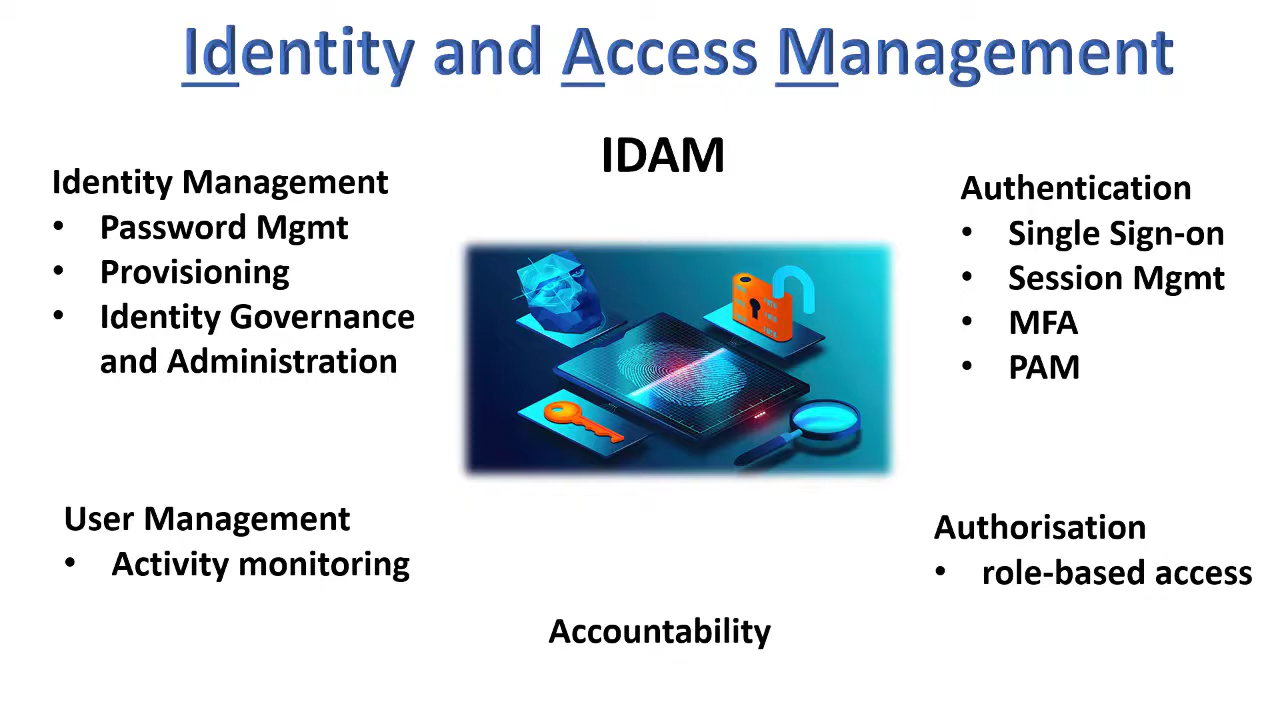 Identity and Access Management
IDAM
Identity Management
• Password Mgmt
• Provisioning
• Identity Governance
and Administration
Authentication
• Single Sign-on
• Session Mgmt
• MFA
• PAM
User Management
• Activity monitoring
Authorisation
• role-based access
Accountability